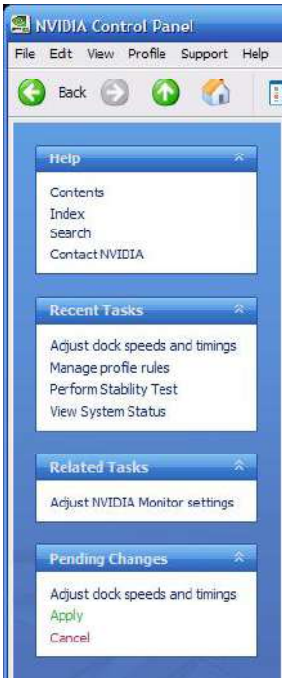 NVIDIA Control Panel
File Edit View Profile Support Help
Back
Help
Contents
Index
Search
Contact NVIDIA
Recent Tasks
Adjust clock speeds and timings
Manage profile rules
Perform Stability Test
View System Status
Related Tasks
Adjust NVIDIA Monitor settings
Pending Changes
Adjust clock speeds and timings
Apply
Cancel